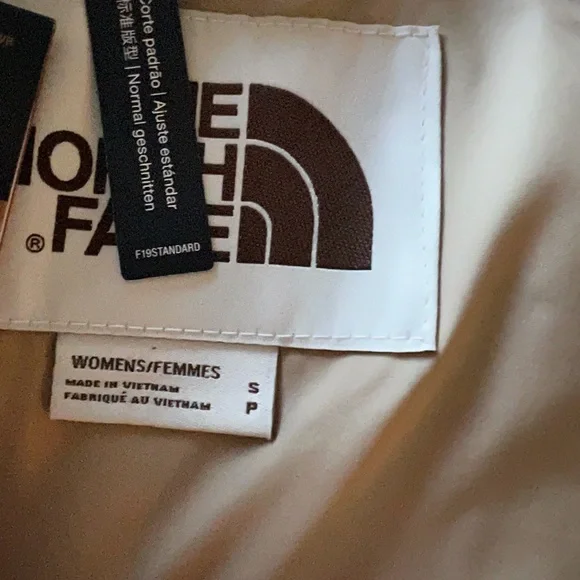 Corte padrão | Ajuste estándar
标准版型 | Normal geschnitten
F19STANDARD
THE
NORTH
FACE
®
WOMENS/FEMMES
MADE IN VIETNAM S
FABRIQUÉ AU VIETNAM P